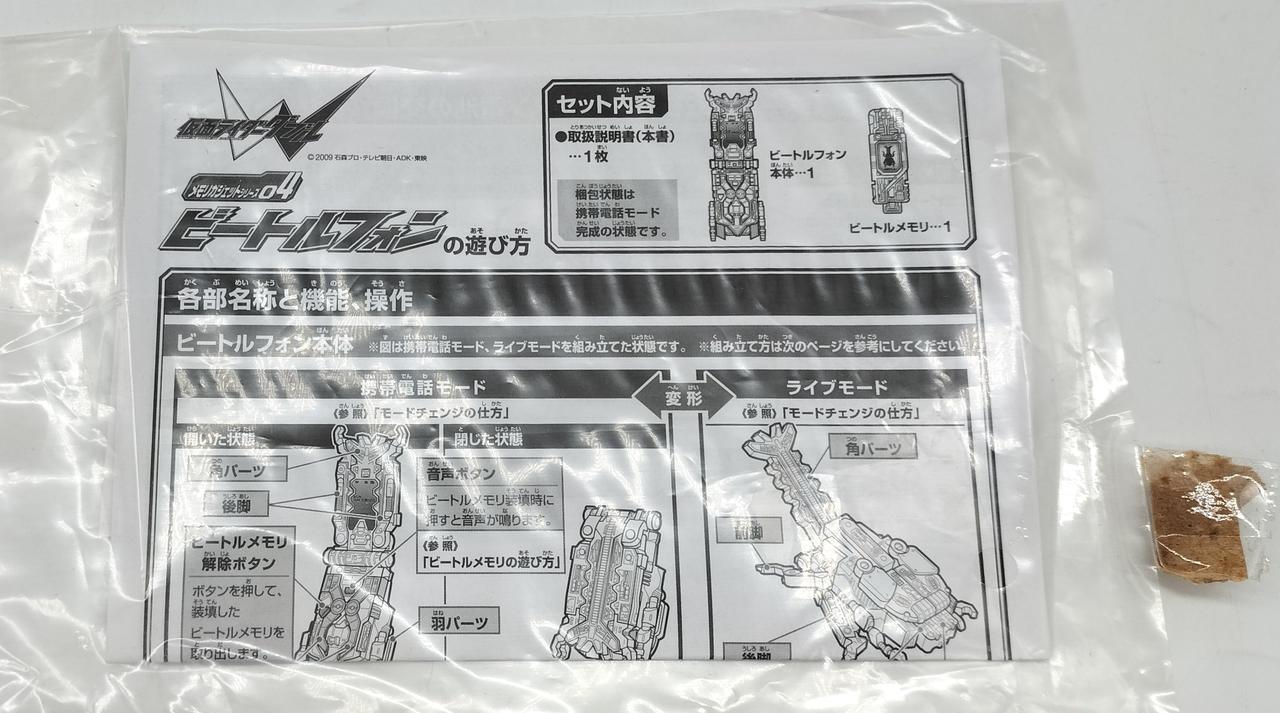 仮面ライダーダブル
© 2009 石森プロ・テレビ朝日・ADK・東映
メモリガジェットシリーズ04
ビートルフォンの遊び方
セット内容
●取扱説明書(本書)
…1枚
梱包状態は
携帯電話モード
完成の状態です。
ビートルフォン
本体…1
ビートルメモリ…1
各部名称と機能、操作
ビートルフォン本体 ※図は携帯電話モード、ライブモードを組み立てた状態です。 ※組み立て方は次のページを参考にしてください。
携帯電話モード
変形
ライブモード
《参照》「モードチェンジの仕方」
《参照》「モードチェンジの仕方」
開いた状態
閉じた状態
角パーツ
後脚
ビートルメモリ
解除ボタン
ボタンを押して、
装填した
ビートルメモリを
取り出します。
音声ボタン
ビートルメモリ装填時に
押すと音声が鳴ります。
《参照》
「ビートルメモリの遊び方」
羽パーツ
角パーツ
前脚
後脚